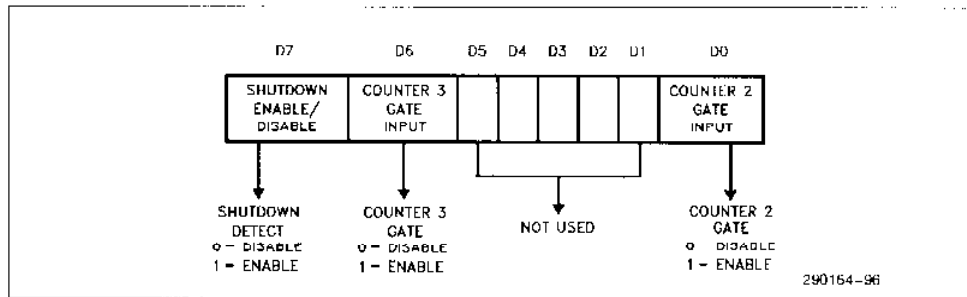 D7 D6 D5 D4 D3 D2 D1 D0
SHUTDOWN
ENABLE/
DISABLE
COUNTER 3
GATE
INPUT
COUNTER 2
GATE
INPUT
SHUTDOWN
DETECT
0 - DISABLE
1 - ENABLE
COUNTER 3
GATE
0 - DISABLE
1 - ENABLE
NOT USED
COUNTER 2
GATE
0 DISABLE
1 - ENABLE
290164-96